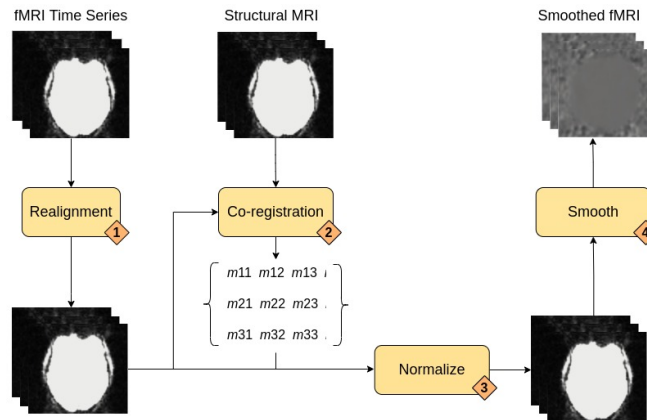 fMRI Time Series
Structural MRI
Smoothed fMRI
Realignment
1
Co-registration
2
Smooth
4
m11 m12 m13
m21 m22 m23
m31 m32 m33
Normalize
3